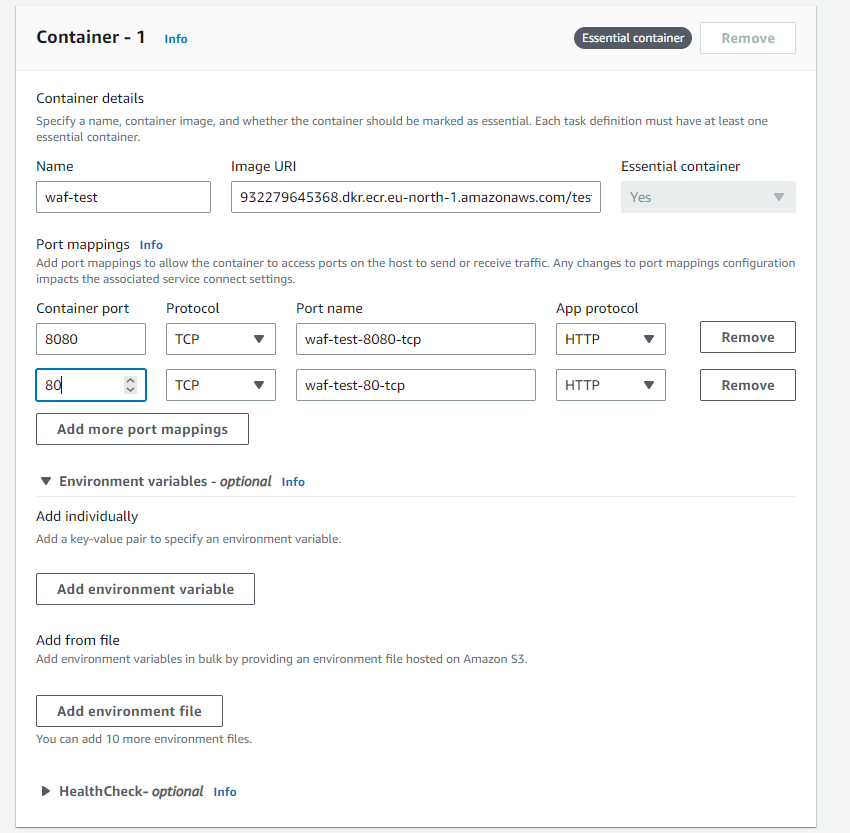 Container - 1 Info Essential container Remove
Container details
Specify a name, container image, and whether the container should be marked as essential. Each task definition must have at least one
essential container.
Name Image URI Essential container
waf-test 932279645368.dkr.ecr.eu-north-1.amazonaws.com/tes Yes
Port mappings Info
Add port mappings to allow the container to access ports on the host to send or receive traffic. Any changes to port mappings configuration
impacts the associated service connect settings.
Container port Protocol Port name App protocol
8080 TCP waf-test-8080-tcp HTTP Remove
80 TCP waf-test-80-tcp HTTP Remove
Add more port mappings
Environment variables - optional Info
Add individually
Add a key-value pair to specify an environment variable.
Add environment variable
Add from file
Add environment variables in bulk by providing an environment file hosted on Amazon S3.
Add environment file
You can add 10 more environment files.
HealthCheck- optional Info